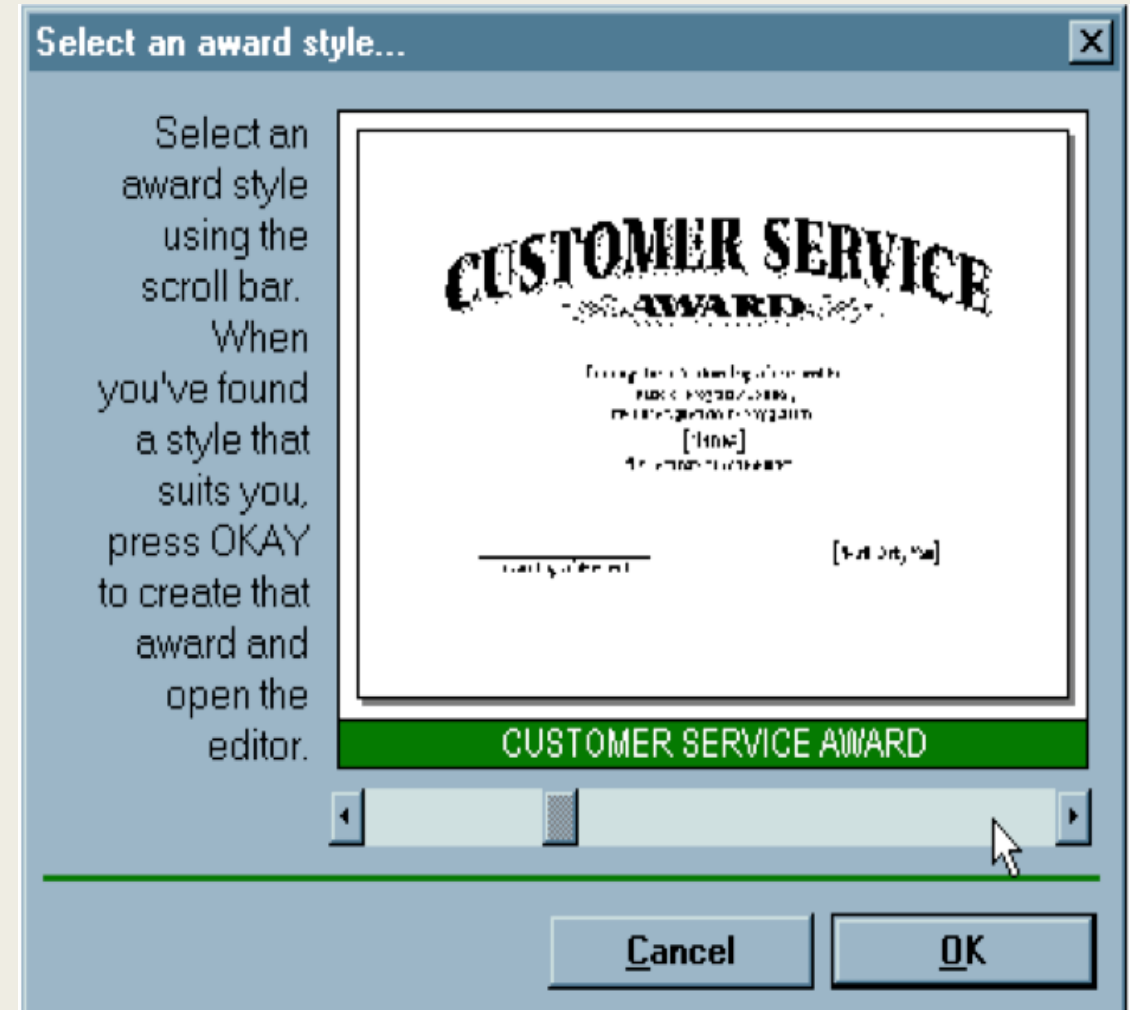 Select an award style...
Select an
award style
using the
scroll bar.
When
you've found
a style that
suits you,
press OKAY
to create that
award and
open the
editor.
CUSTOMER SERVICE
AWARD
CUSTOMER SERVICE AWARD
Cancel
OK